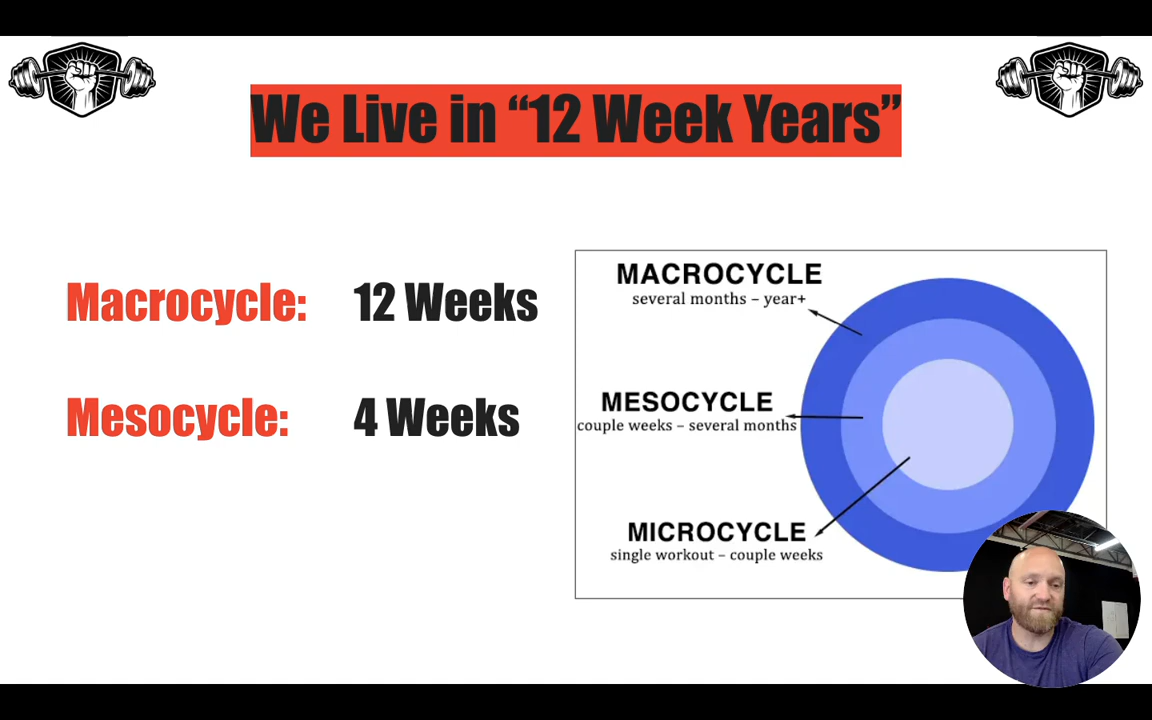 We Live in “12 Week Years”
Macrocycle: 12 Weeks
Mesocycle: 4 Weeks
MACROCYCLE
several months – year+
MESOCYCLE
couple weeks – several months
MICROCYCLE
single workout – couple weeks